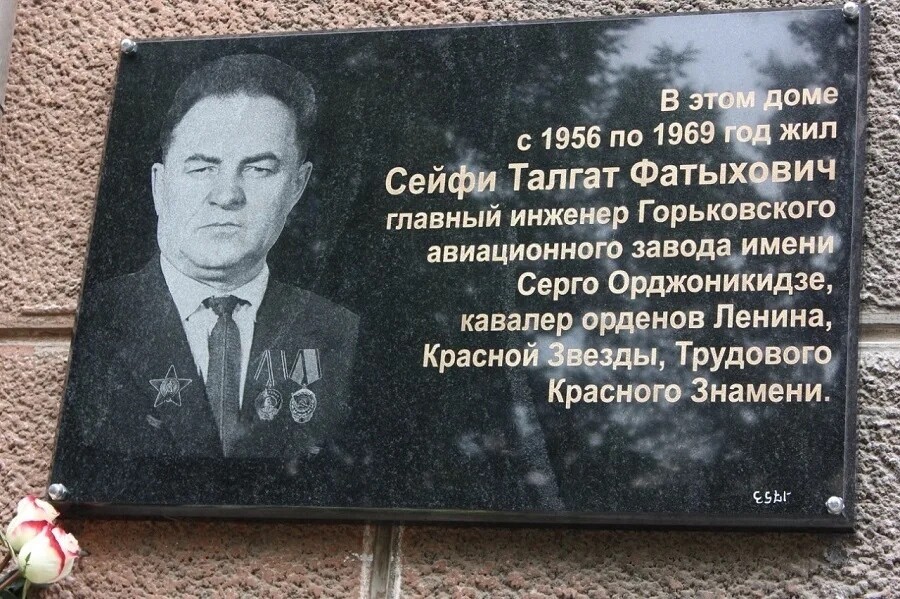 В этом доме
с 1956 по 1969 год жил
Сейфи Талгат Фатыхович
главный инженер Горьковского
авиационного завода имени
Серго Орджоникидзе,
кавалер орденов Ленина,
Красной Звезды, Трудового
Красного Знамени.